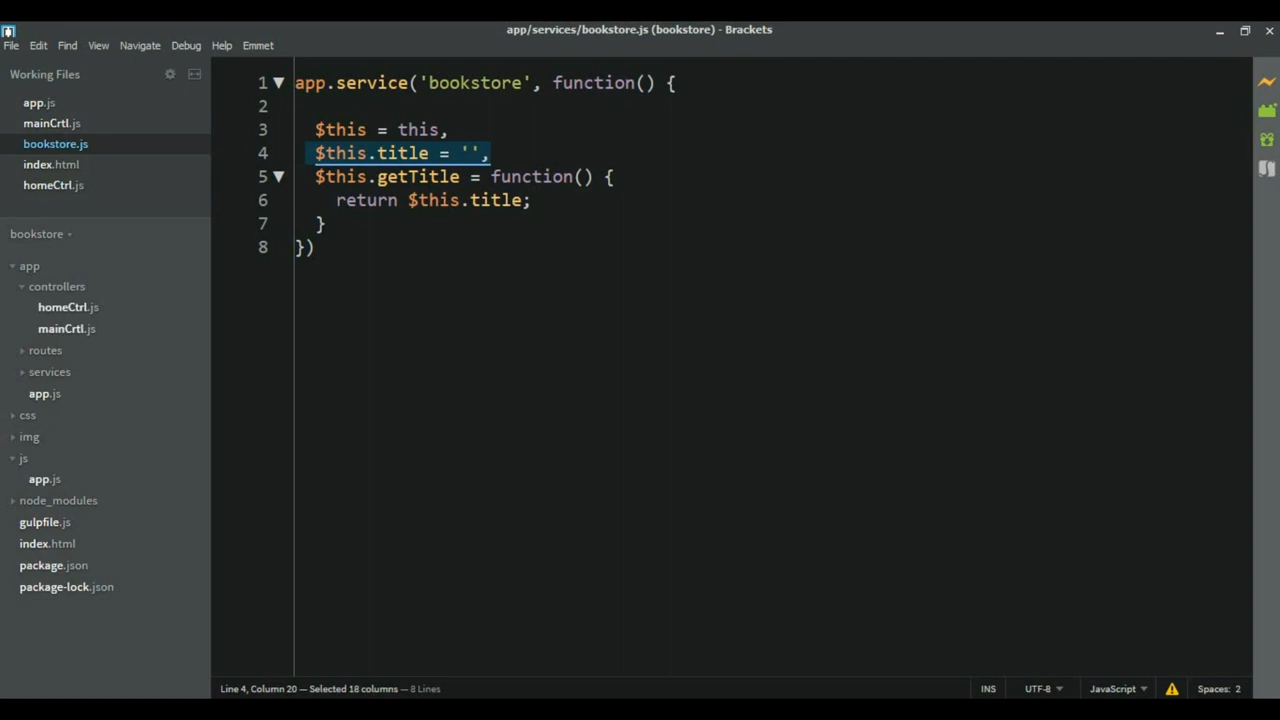 app/services/bookstore.js (bookstore) - Brackets
File Edit Find View Navigate Debug Help Emmet
Working Files
app.js
mainCrtl.js
bookstore.js
index.html
homeCtrl.js
bookstore
app
controllers
homeCtrl.js
mainCrtl.js
routes
services
app.js
css
img
js
app.js
node_modules
gulpfile.js
index.html
package.json
package-lock.json
1 app.service('bookstore', function() {
2
3 $this = this,
4 $this.title = '',
5 $this.getTitle = function() {
6 return $this.title;
7 }
8 })
Line 4, Column 20 — Selected 18 columns — 8 Lines
INS UTF-8 JavaScript Spaces: 2